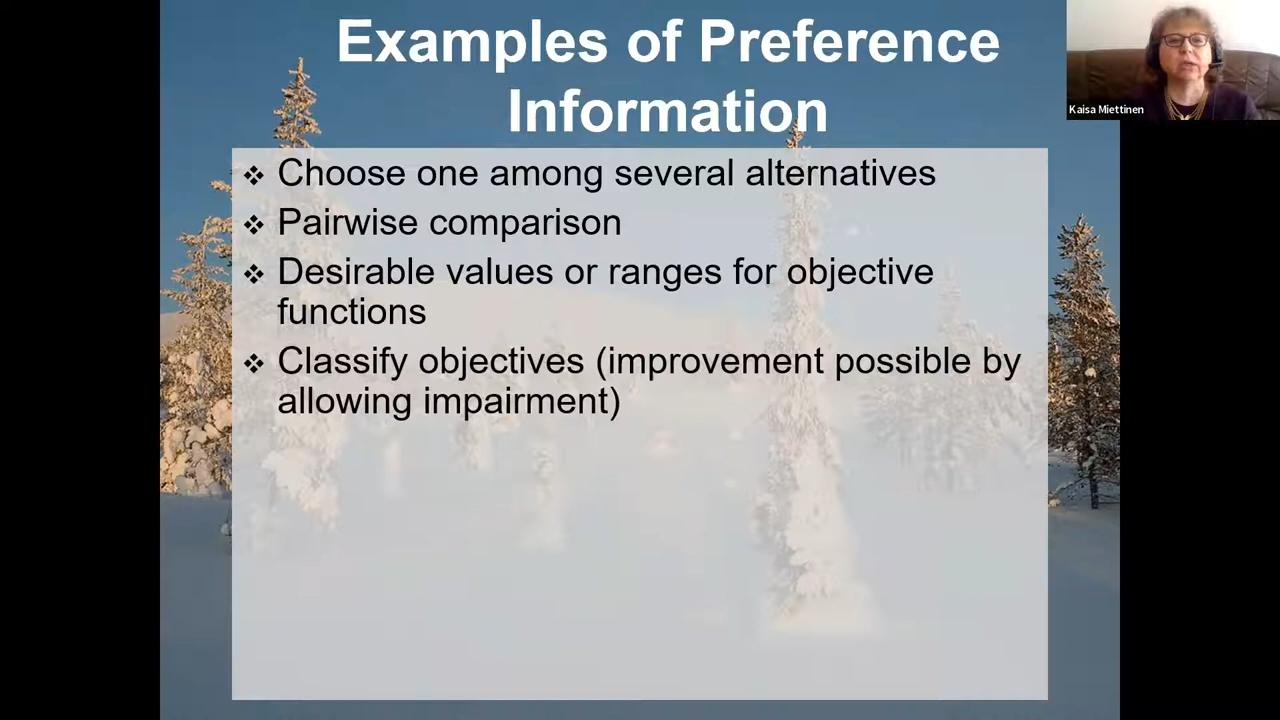 Examples of Preference
Information
Kaisa Miettinen
❖ Choose one among several alternatives
❖ Pairwise comparison
❖ Desirable values or ranges for objective
functions
❖ Classify objectives (improvement possible by
allowing impairment)